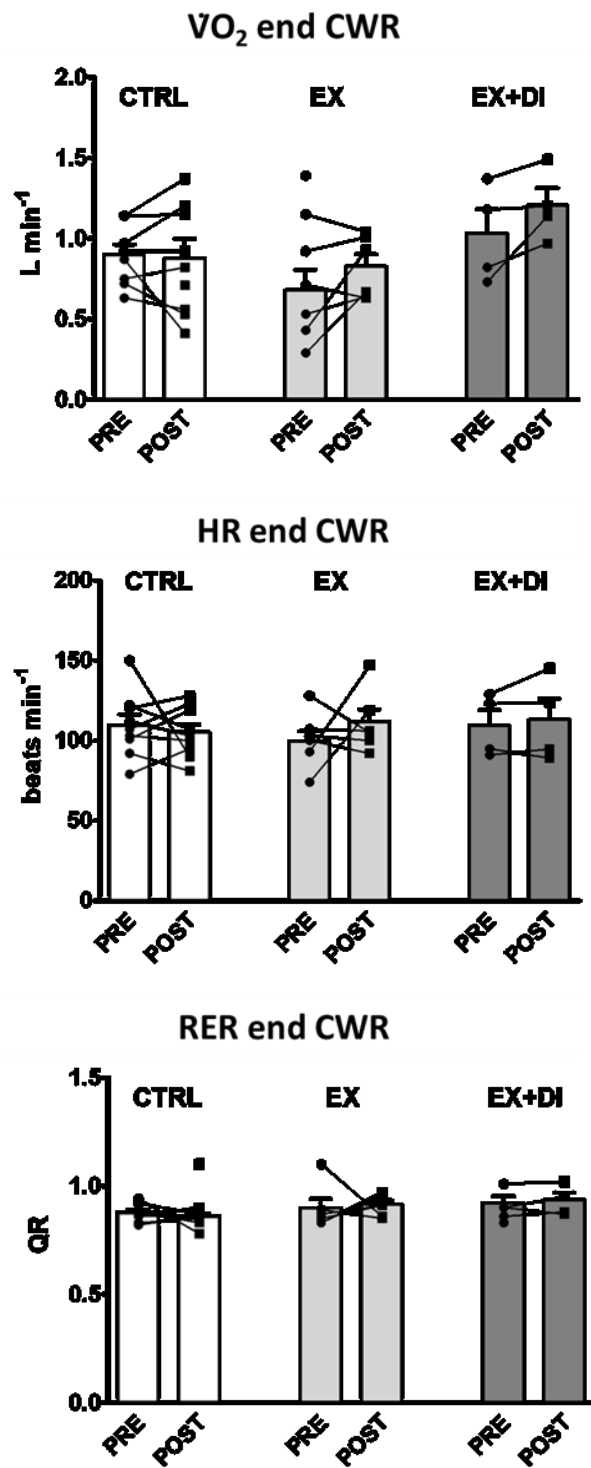 V̇O₂ end CWR
2.0
CTRL EX EX+DI
1.5
L min⁻¹
1.0
0.5
0.0
PRE POST PRE POST PRE POST
HR end CWR
200
CTRL EX EX+DI
150
beats min⁻¹
100
50
0
PRE POST PRE POST PRE POST
RER end CWR
1.5
CTRL EX EX+DI
1.0
QR
0.5
0.0
PRE POST PRE POST PRE POST